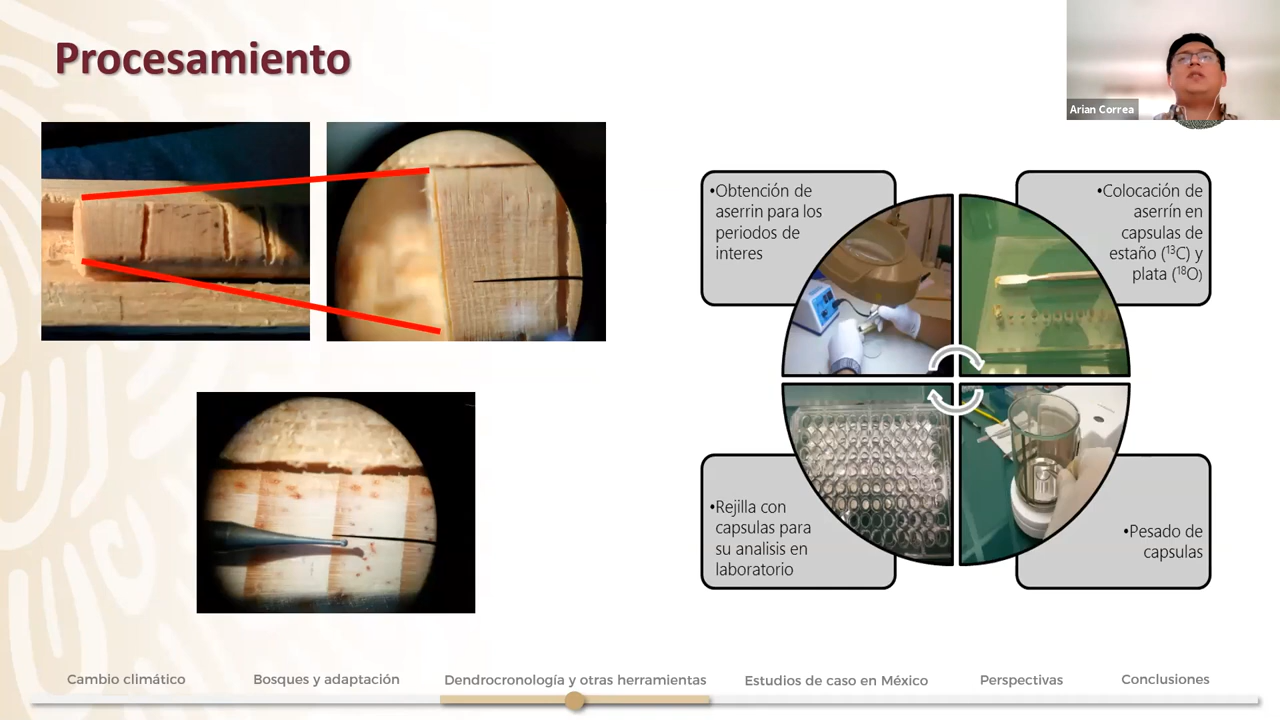 Procesamiento
Arian Correa
•Obtención de
aserrin para los
periodos de
interes
•Colocación de
aserrín en
capsulas de
estaño (¹³C) y
plata (¹⁸O)
•Rejilla con
capsulas para
su analisis en
laboratorio
•Pesado de
capsulas
Cambio climático
Bosques y adaptación
Dendrocronología y otras herramientas
Estudios de caso en México
Perspectivas
Conclusiones